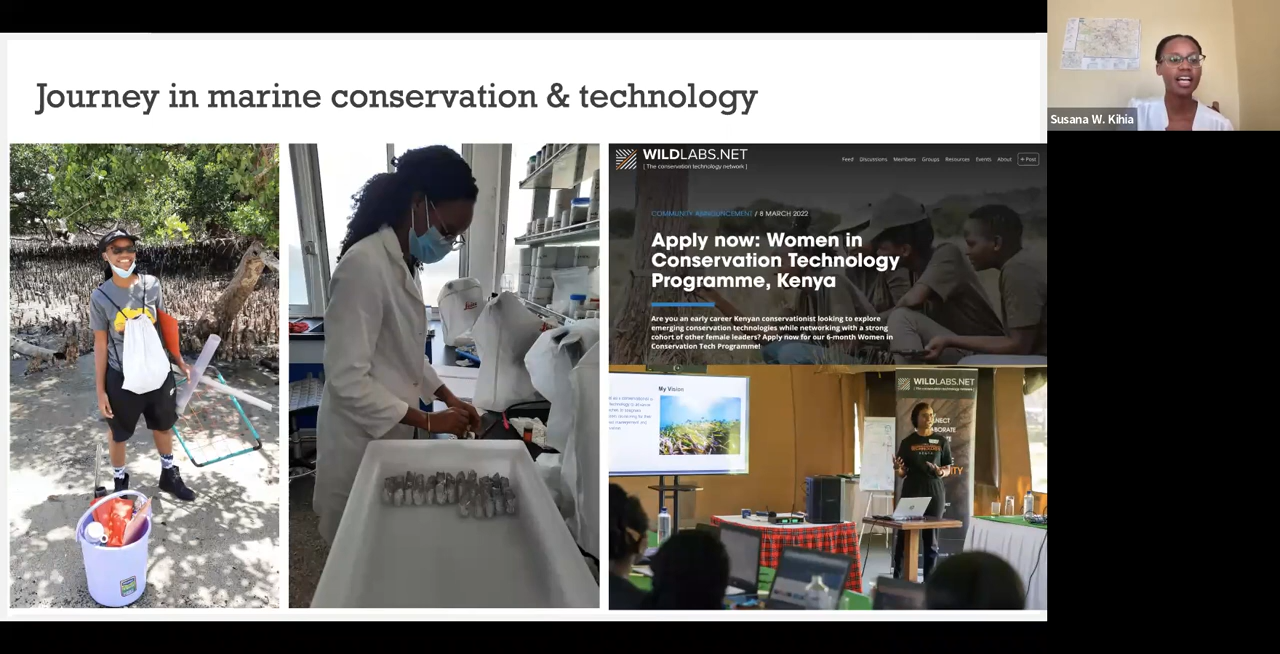 Journey in marine conservation & technology
WILDLABS.NET
[ The conservation technology network ]
Feed Discussions Members Groups Resources Events About + Post
COMMUNITY ANNOUNCEMENT / 8 MARCH 2022
Apply now: Women in
Conservation Technology
Programme, Kenya
Are you an early career Kenyan conservationist looking to explore
emerging conservation technologies while networking with a strong
cohort of other female leaders? Apply now for our 6-month Women in
Conservation Tech Programme!
My Vision
WILDLABS.NET
Susana W. Kihia